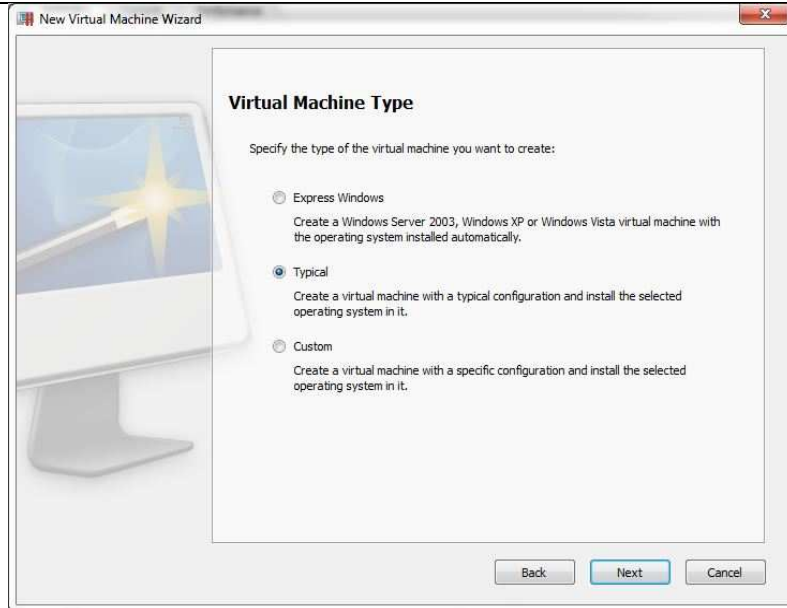 New Virtual Machine Wizard
Virtual Machine Type
Specify the type of the virtual machine you want to create:
Express Windows
Create a Windows Server 2003, Windows XP or Windows Vista virtual machine with
the operating system installed automatically.
Typical
Create a virtual machine with a typical configuration and install the selected
operating system in it.
Custom
Create a virtual machine with a specific configuration and install the selected
operating system in it.
Back Next Cancel